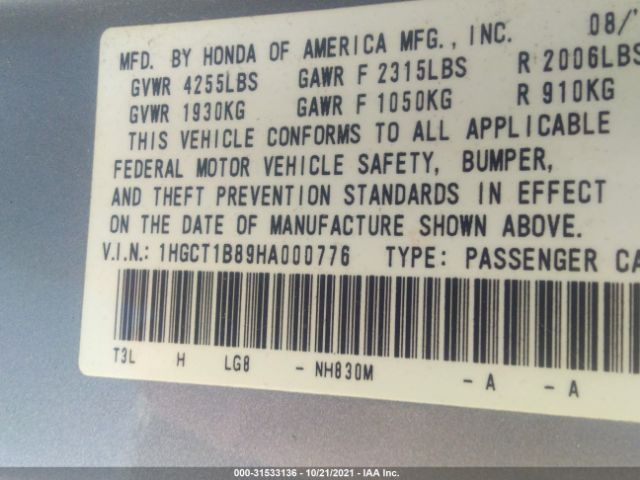 MFD. BY HONDA OF AMERICA MFG., INC. 08/
GVWR 4255LBS GAWR F 2315LBS R 2006LBS
GVWR 1930KG GAWR F 1050KG R 910KG
THIS VEHICLE CONFORMS TO ALL APPLICABLE
FEDERAL MOTOR VEHICLE SAFETY, BUMPER,
AND THEFT PREVENTION STANDARDS IN EFFECT
ON THE DATE OF MANUFACTURE SHOWN ABOVE.
V.I.N.: 1HGCT1B89HA000776 TYPE: PASSENGER CA
T3L H LG8 - NH830M - A - A
000-31533136 - 10/21/2021 - IAA Inc.